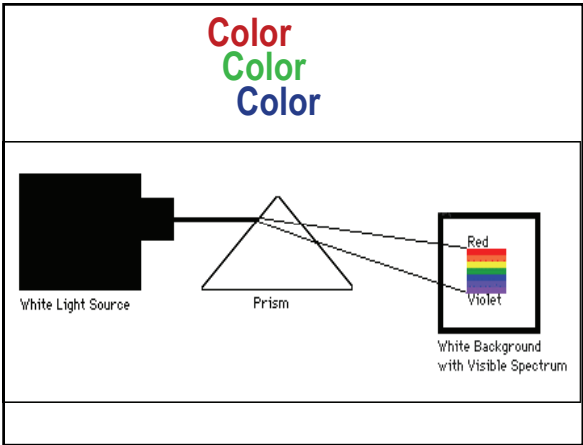 Color
Color
Color
Red
Violet
White Light Source
Prism
White Background
with Visible Spectrum